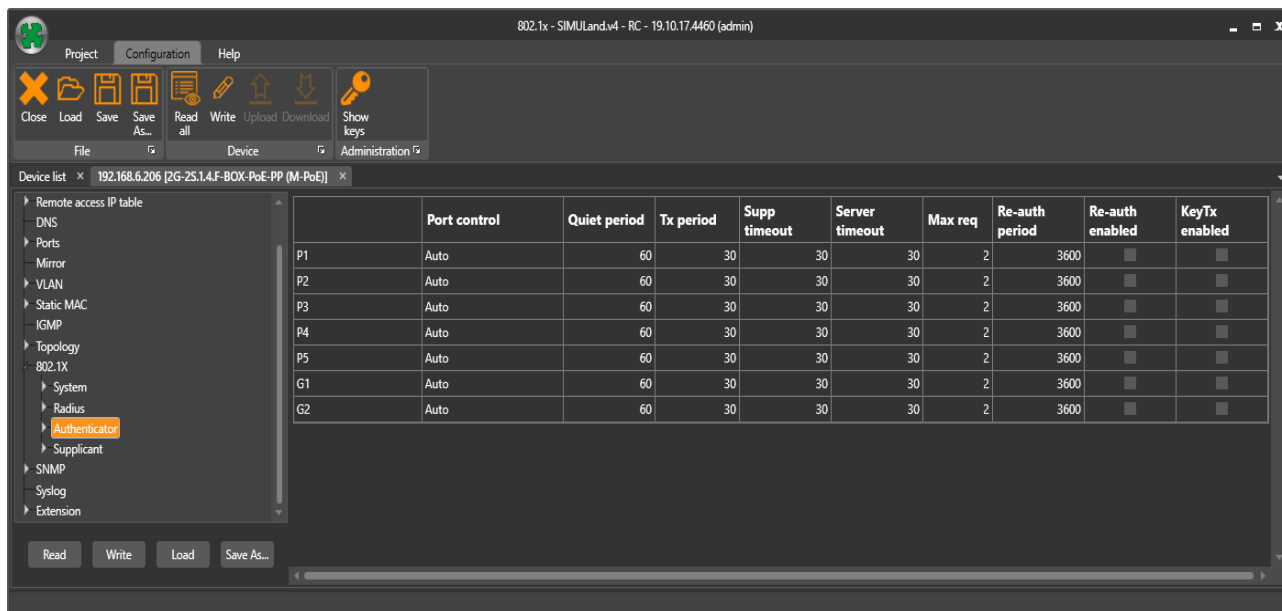 802.1x - SIMULand.v4 - RC - 19.10.17.4460 (admin)
Project Configuration Help
Close Load Save Save As... Read all Write Upload Download Show keys
File Device Administration
Device list × 192.168.6.206 [2G-2S.1.4.F-BOX-PoE-PP (M-PoE)] ×
Remote access IP table
DNS
Ports
Mirror
VLAN
Static MAC
IGMP
Topology
802.1X
System
Radius
Authenticator
Supplicant
SNMP
Syslog
Extension
Read Write Load Save As...
Port control Quiet period Tx period Supp timeout Server timeout Max req Re-auth period Re-auth enabled KeyTx enabled
P1 Auto 60 30 30 30 2 3600
P2 Auto 60 30 30 30 2 3600
P3 Auto 60 30 30 30 2 3600
P4 Auto 60 30 30 30 2 3600
P5 Auto 60 30 30 30 2 3600
G1 Auto 60 30 30 30 2 3600
G2 Auto 60 30 30 30 2 3600